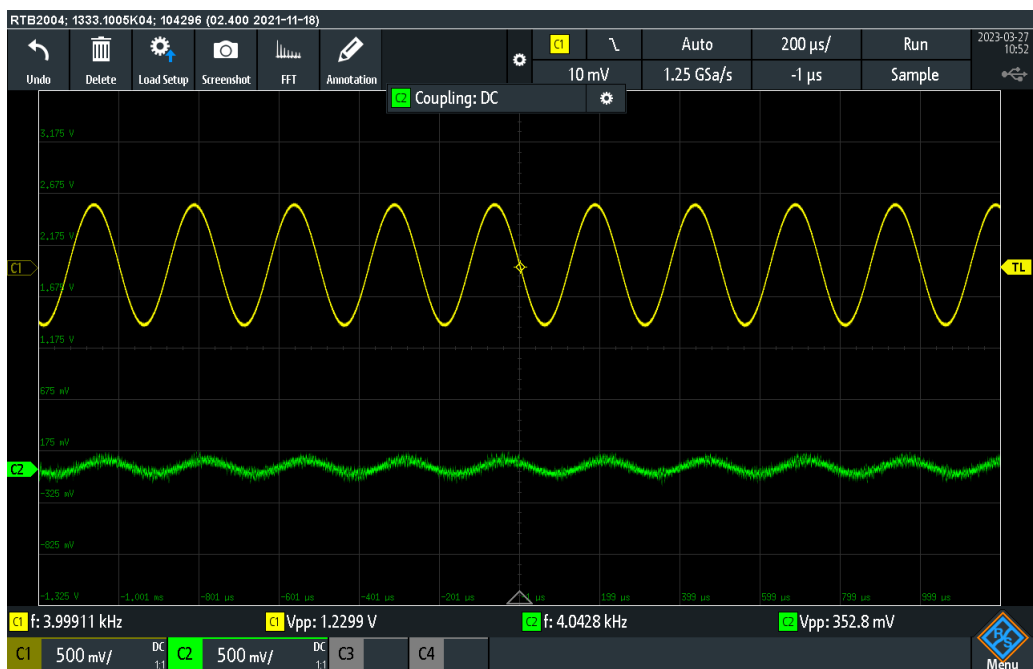 RTB2004; 1333.1005K04; 104296 (02.400 2021-11-18)
Undo
Delete
Load Setup
Screenshot
FFT
Annotation
C1
Auto
200 µs/
Run
2023-03-27
10:52
10 mV
1.25 GSa/s
-1 µs
Sample
C2 Coupling: DC
3.175 V
2.675 V
2.175 V
C1
TL
1.675 V
1.175 V
675 mV
175 mV
C2
-325 mV
-825 mV
-1.325 V
-1,001 ms
-801 µs
-601 µs
-401 µs
-201 µs
-1 µs
199 µs
399 µs
599 µs
799 µs
999 µs
C1 f: 3.99911 kHz
C1 Vpp: 1.2299 V
C2 f: 4.0428 kHz
C2 Vpp: 352.8 mV
C1 500 mV/ DC 1:1
C2 500 mV/ DC 1:1
C3
C4
R S
Menu